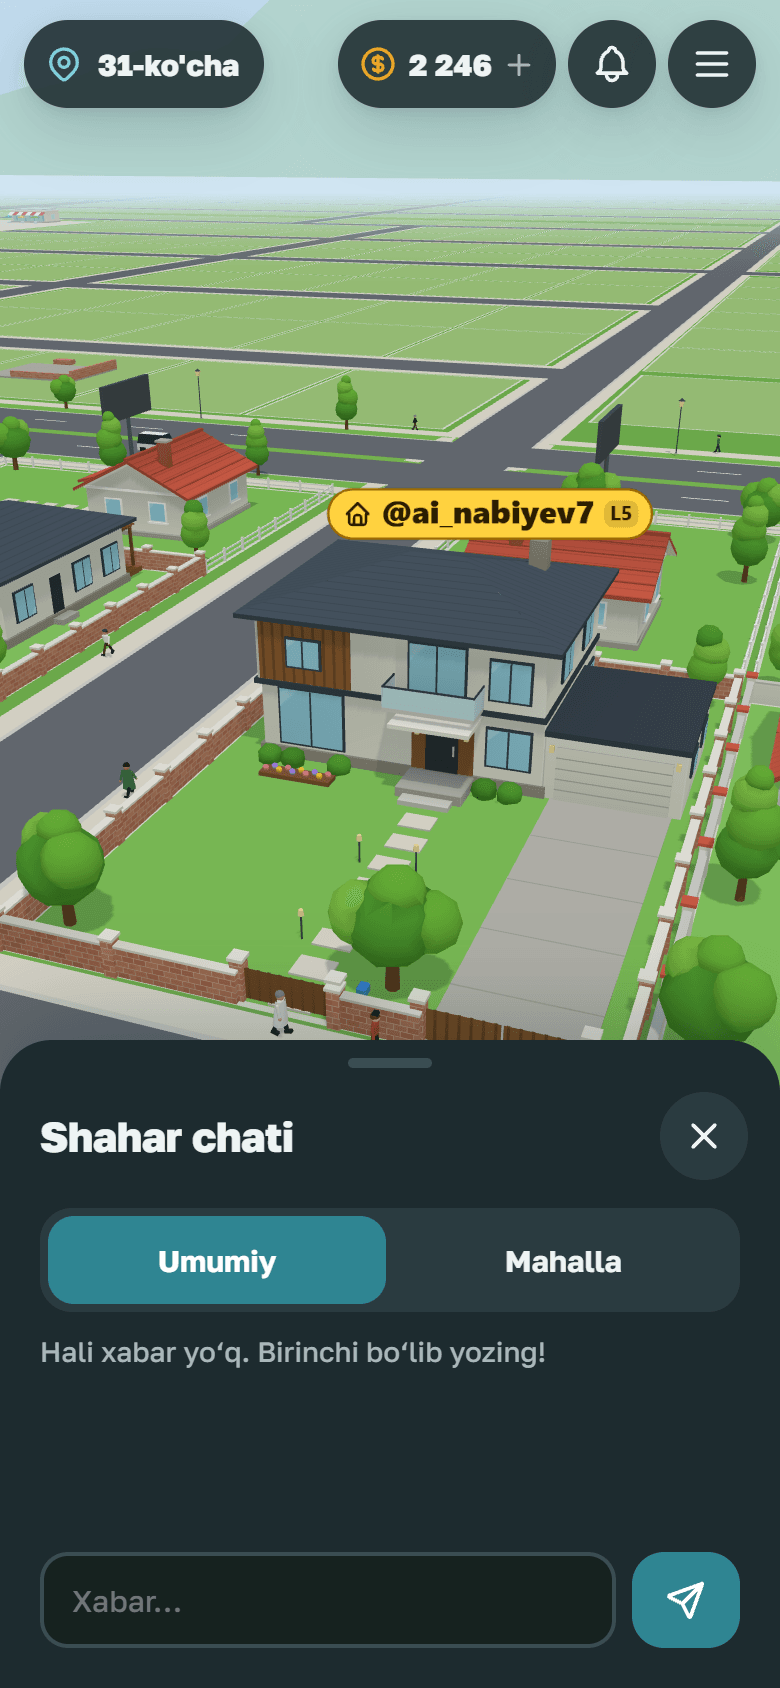 31-ko'cha
2 246 +
@ai_nabiyev7 L5
Shahar chati
Umumiy
Mahalla
Hali xabar yo‘q. Birinchi bo‘lib yozing!
Xabar...